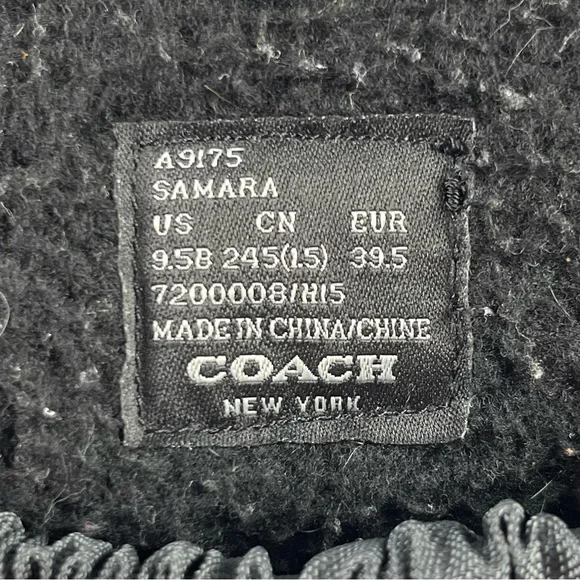 A9175
SAMARA
US CN EUR
9.5B 245(1.5) 39.5
7200008/H15
MADE IN CHINA/CHINE
COACH
NEW YORK